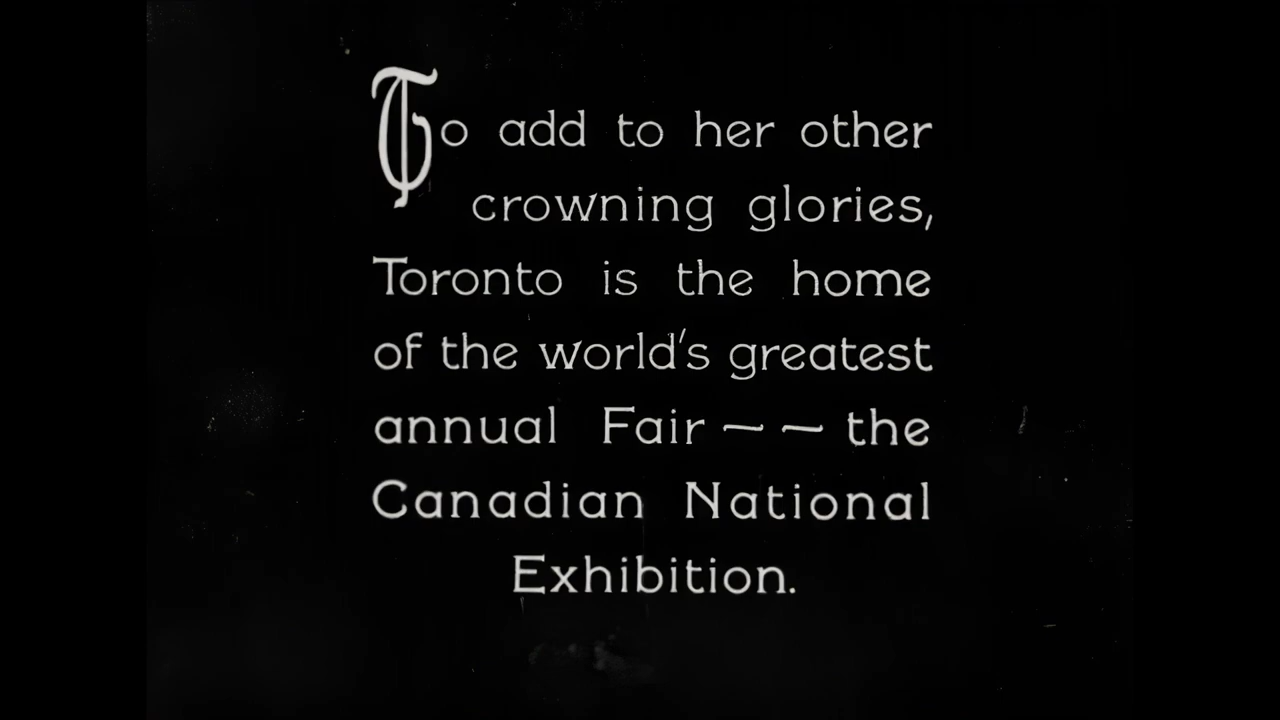 To add to her other
crowning glories,
Toronto is the home
of the world's greatest
annual Fair — — the
Canadian National
Exhibition.